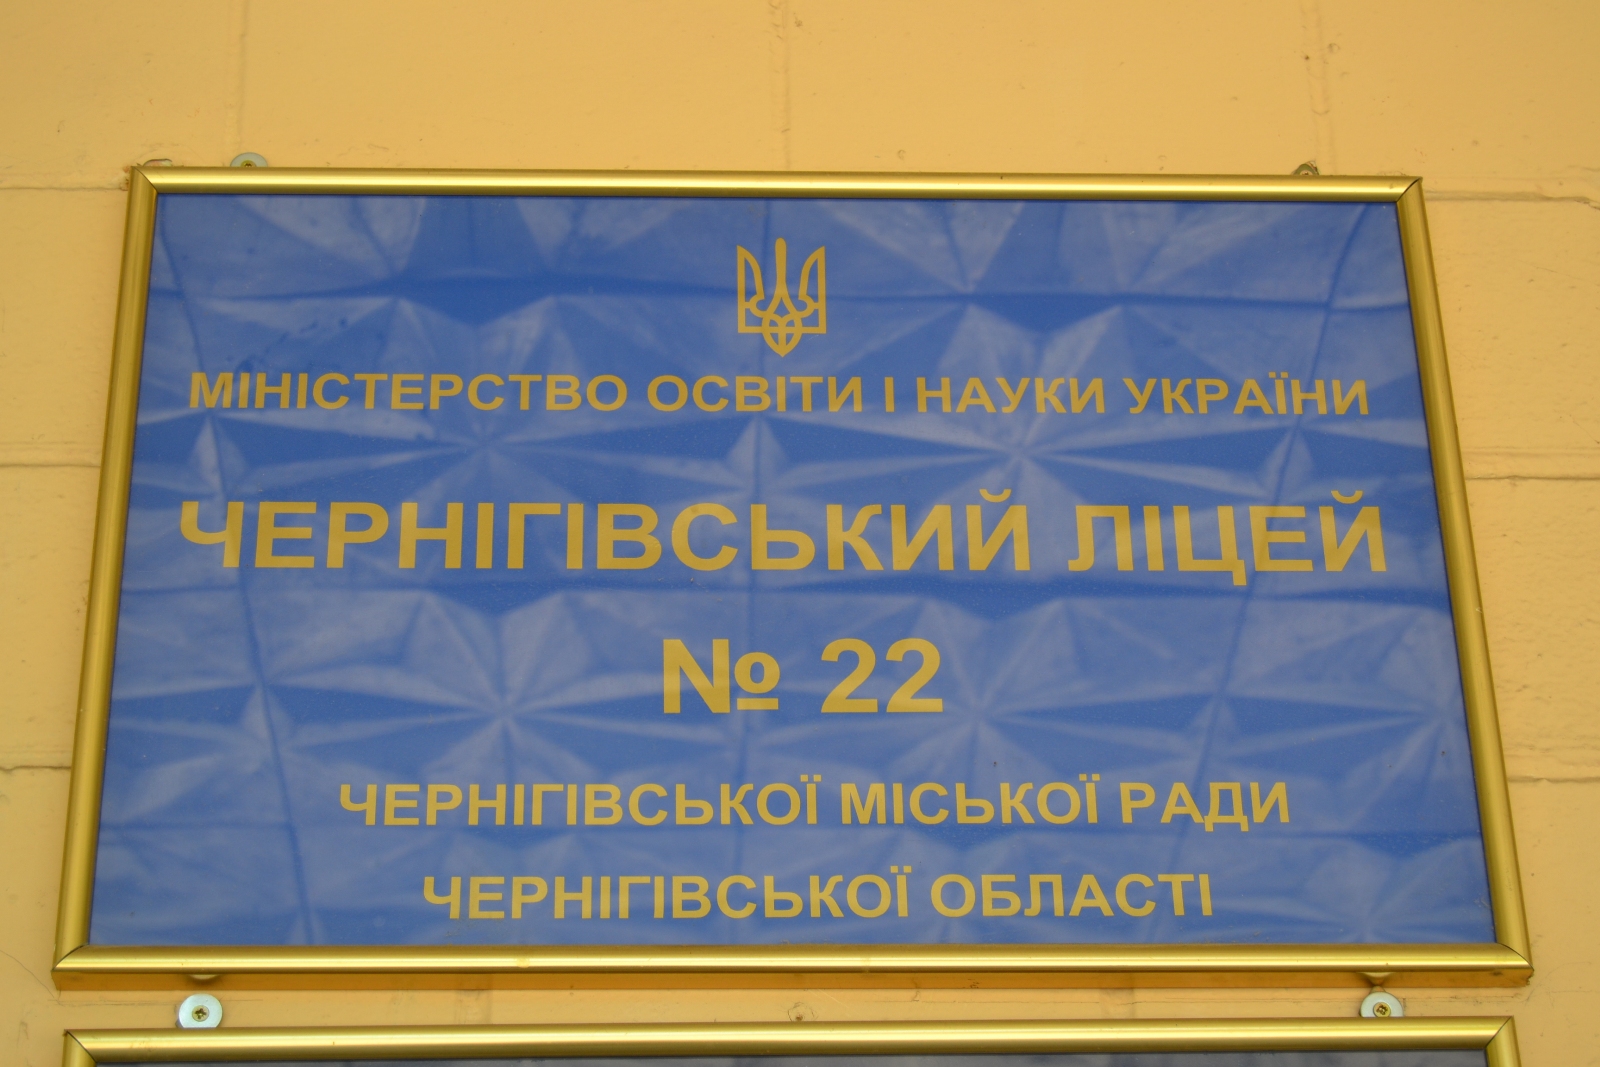 МІНІСТЕРСТВО ОСВІТИ І НАУКИ УКРАЇНИ
ЧЕРНІГІВСЬКИЙ ЛІЦЕЙ
№ 22
ЧЕРНІГІВСЬКОЇ МІСЬКОЇ РАДИ
ЧЕРНІГІВСЬКОЇ ОБЛАСТІ